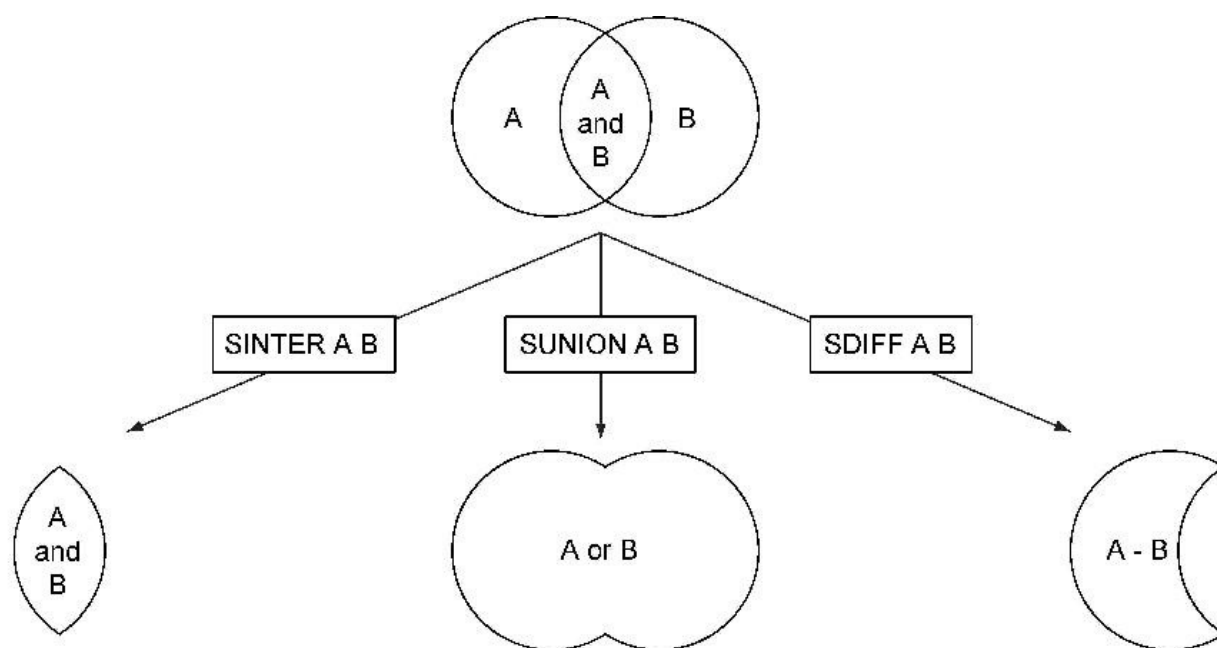 A
A
and
B
B
SINTER A B
SUNION A B
SDIFF A B
A
and
B
A or B
A - B